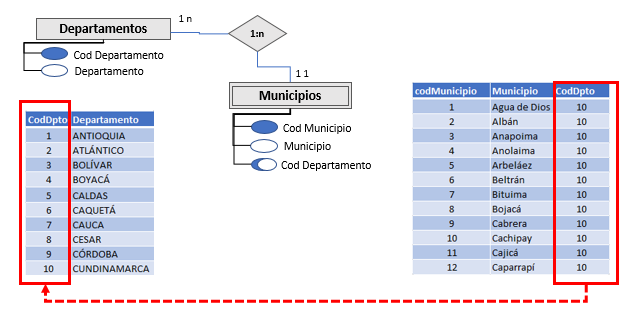 Departamentos
1 n
1:n
Cod Departamento
Departamento
1 1
Municipios
Cod Municipio
Municipio
Cod Departamento
CodDpto Departamento
1 ANTIOQUIA
2 ATLÁNTICO
3 BOLÍVAR
4 BOYACÁ
5 CALDAS
6 CAQUETÁ
7 CAUCA
8 CESAR
9 CÓRDOBA
10 CUNDINAMARCA
codMunicipio Municipio CodDpto
1 Agua de Dios 10
2 Albán 10
3 Anapoima 10
4 Anolaima 10
5 Arbeláez 10
6 Beltrán 10
7 Bituima 10
8 Bojacá 10
9 Cabrera 10
10 Cachipay 10
11 Cajicá 10
12 Caparrapí 10